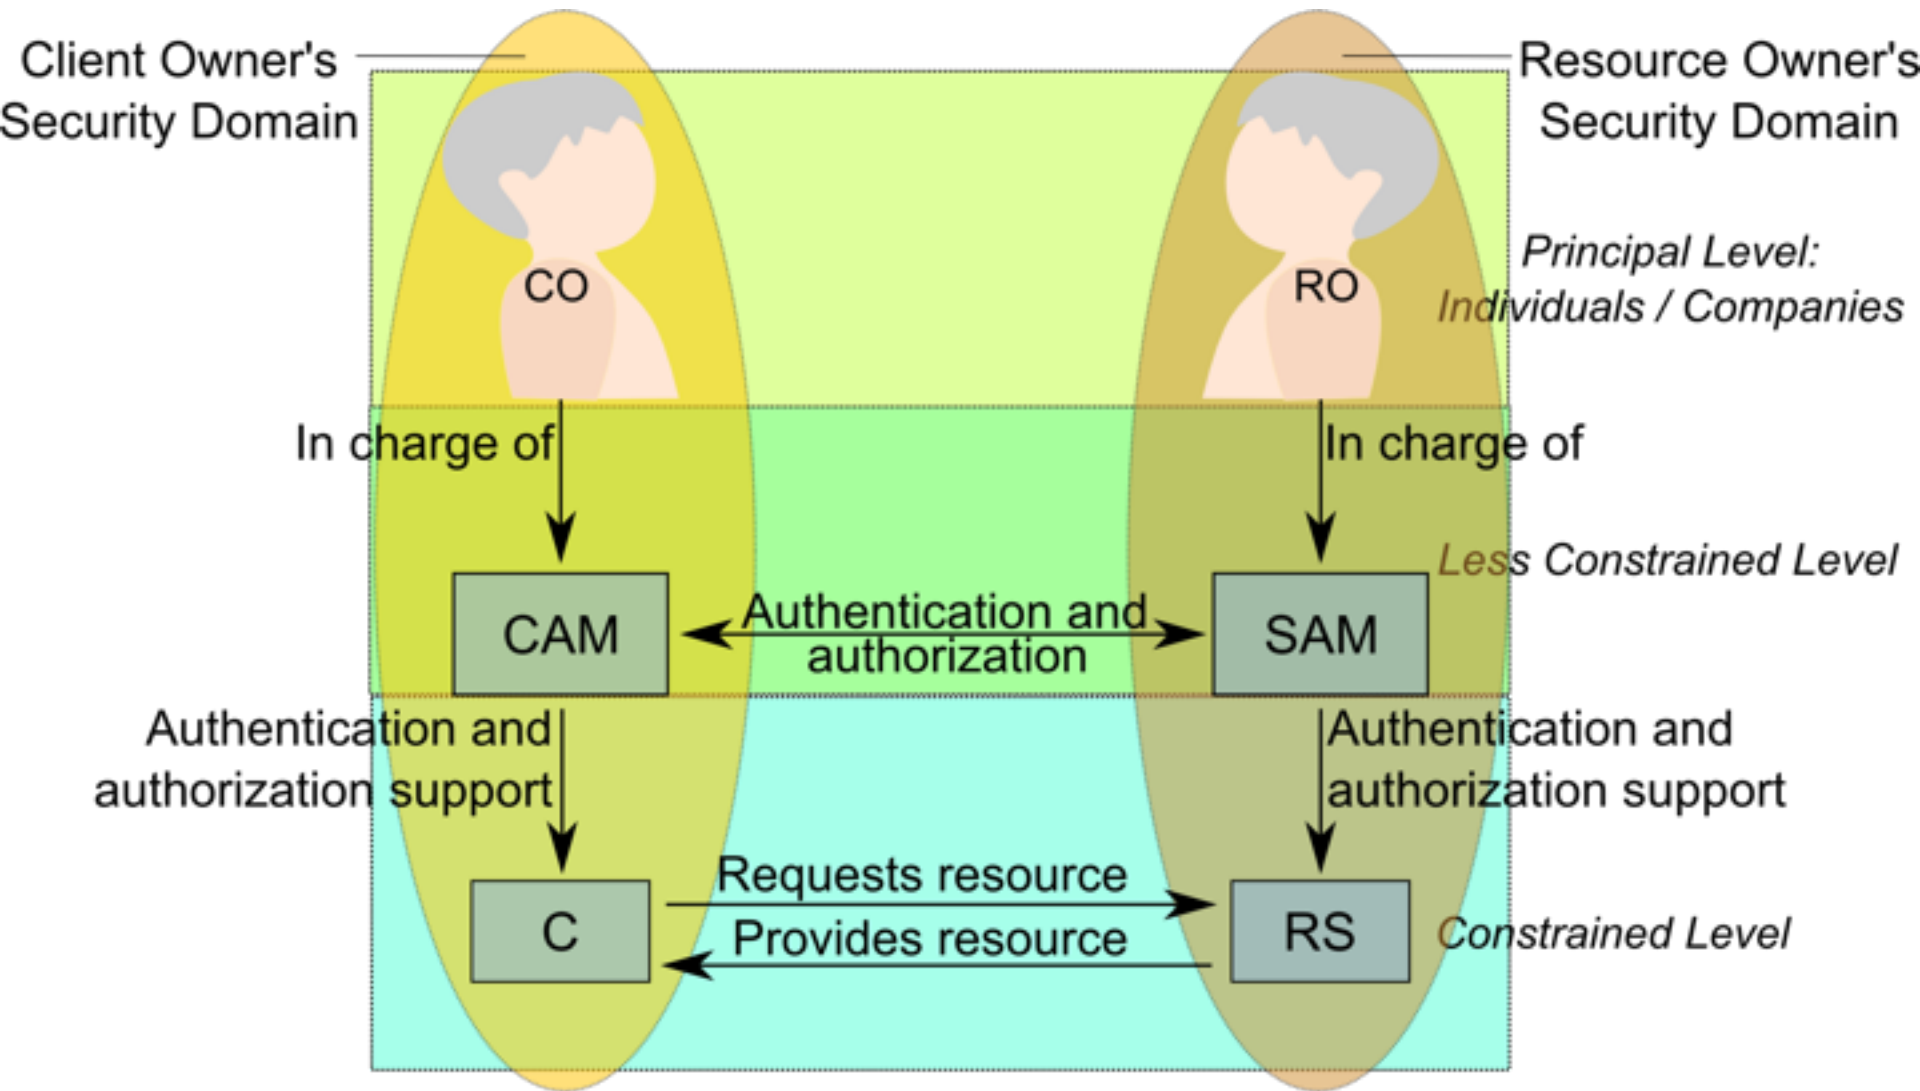 Client Owner's
Security Domain
Resource Owner's
Security Domain
CO
RO
Principal Level:
Individuals / Companies
In charge of
In charge of
Less Constrained Level
CAM
Authentication and
authorization
SAM
Authentication and
authorization support
Authentication and
authorization support
Requests resource
C
Provides resource
RS
Constrained Level